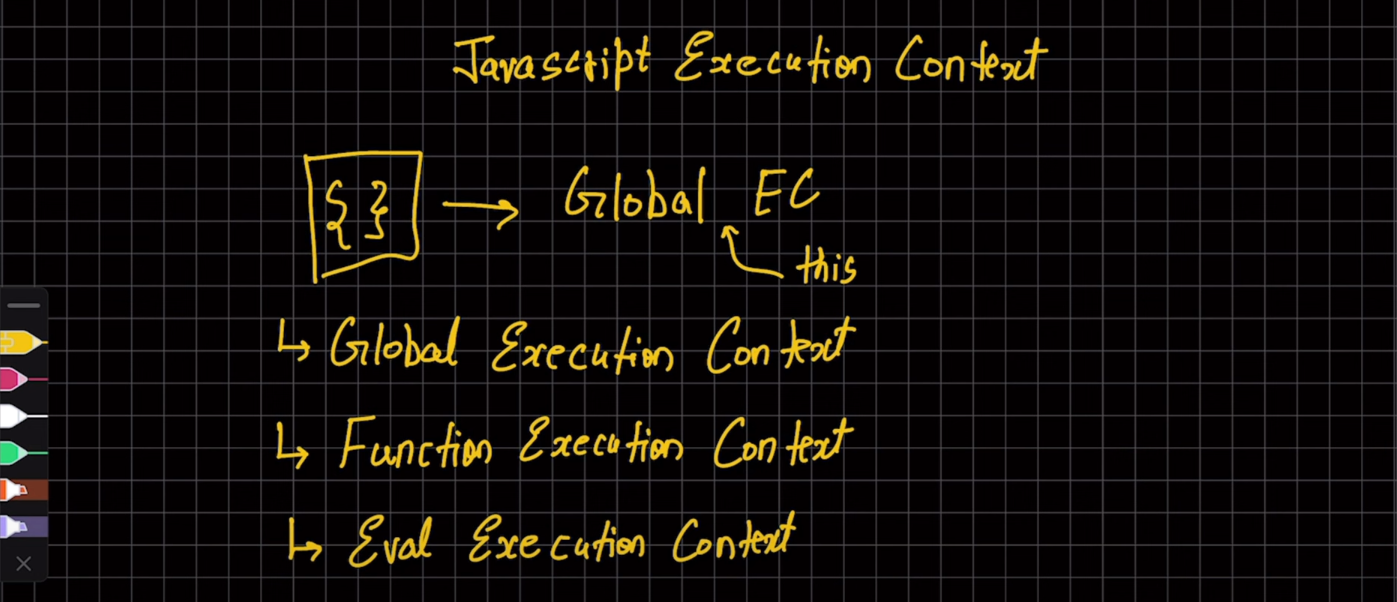 Javascript Execution Context
{ } → Global EC
this
↳ Global Execution Context
↳ Function Execution Context
↳ Eval Execution Context